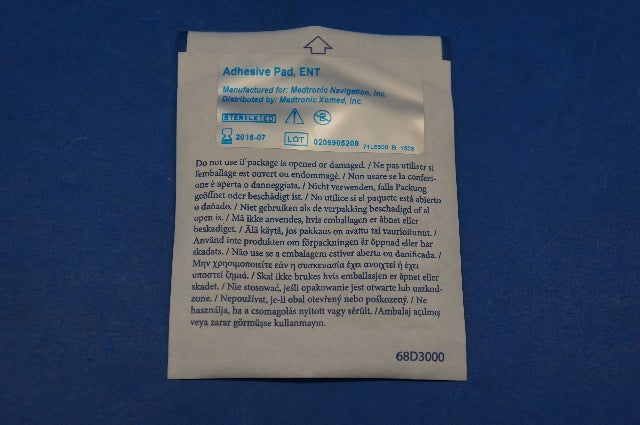 Adhesive Pad, ENT
Manufactured for: Medtronic Navigation, Inc.
Distributed by: Medtronic Xomed, Inc.
STERILE EO
2
2016-07 LOT 0206905209
Do not use if package is opened or damaged. / Ne pas utiliser si
l'emballage est ouvert ou endommagé. / Non usare se la confezi-
one è aperta o danneggiata. / Nicht verwenden, falls Packung
geöffnet oder beschädigt ist. / No utilice si el paquete está abierto
o dañado. / Niet gebruiken als de verpakking beschadigd of al
open is. / Må ikke anvendes, hvis emballagen er åbnet eller
beskadiget. / Älä käytä, jos pakkaus on avattu tai vaurioitunut. /
Använd inte produkten om förpackningen är öppnad eller har
skadats. / Não use se a embalagem estiver aberta ou danificada. /
Μην χρησιμοποιείτε εάν η συσκευασία έχει ανοιχτεί ή έχει
υποστεί ζημιά. / Skal ikke brukes hvis emballasjen er åpnet eller
skadet. / Nie stosować, jeśli opakowanie jest otwarte lub uszkod-
zone. / Nepoužívat, je-li obal otevřený nebo poškozený. / Ne
használja, ha a csomagolás nyitott vagy sérült. /Ambalaj açılmış
veya zarar görmüşse kullanmayın.
68D3000